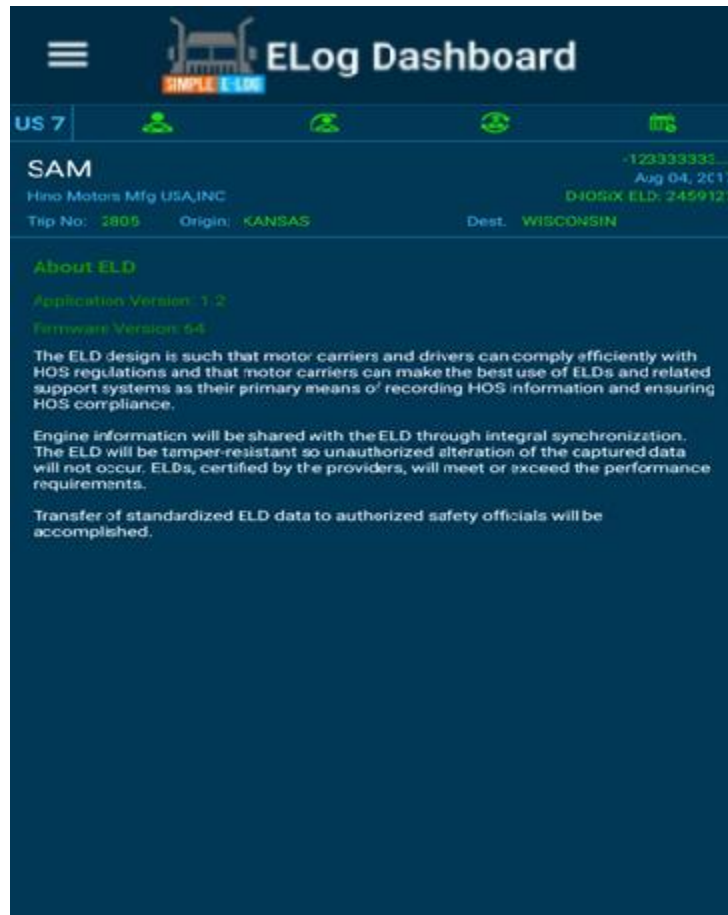 ELog Dashboard
SIMPLE E-LOG
US 7
SAM
-123333333...
Hino Motors Mfg USA,INC
Aug 04, 201
ELD: 245912
Trip No: 2805 Origin: KANSAS Dest. WISCONSIN
About ELD
Application Version: 1.2
Firmware Version: 64
The ELD design is such that motor carriers and drivers can comply efficiently with
HOS regulations and that motor carriers can make the best use of ELDs and related
support systems as their primary means of recording HOS information and ensuring
HOS compliance.
Engine information will be shared with the ELD through integral synchronization.
The ELD will be tamper-resistant so unauthorized alteration of the captured data
will not occur. ELDs, certified by the providers, will meet or exceed the performance
requirements.
Transfer of standardized ELD data to authorized safety officials will be
accomplished.